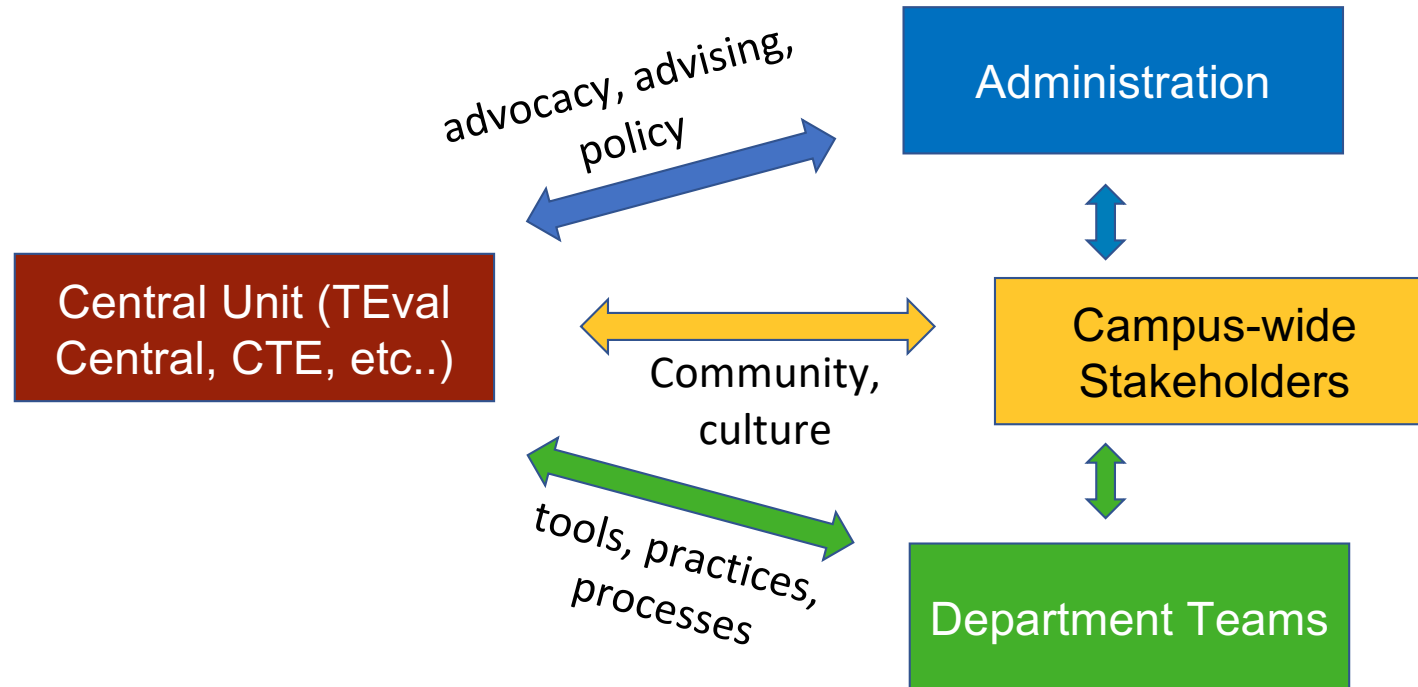 advocacy, advising,
policy
Administration
Central Unit (TEval
Central, CTE, etc..)
Community,
culture
Campus-wide
Stakeholders
tools, practices,
processes
Department Teams